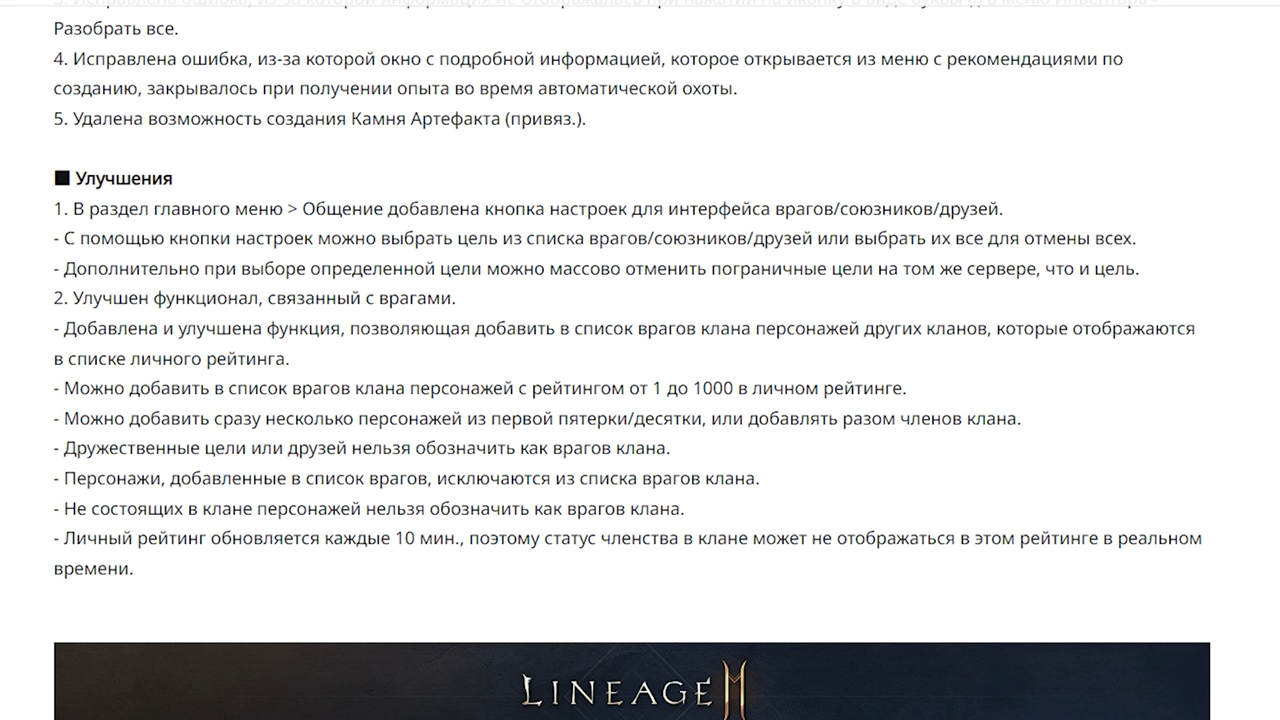 Разобрать все.
4. Исправлена ошибка, из-за которой окно с подробной информацией, которое открывается из меню с рекомендациями по
созданию, закрывалось при получении опыта во время автоматической охоты.
5. Удалена возможность создания Камня Артефакта (привяз.).
■ Улучшения
1. В раздел главного меню > Общение добавлена кнопка настроек для интерфейса врагов/союзников/друзей.
- С помощью кнопки настроек можно выбрать цель из списка врагов/союзников/друзей или выбрать их все для отмены всех.
- Дополнительно при выборе определенной цели можно массово отменить пограничные цели на том же сервере, что и цель.
2. Улучшен функционал, связанный с врагами.
- Добавлена и улучшена функция, позволяющая добавить в список врагов клана персонажей других кланов, которые отображаются
в списке личного рейтинга.
- Можно добавить в список врагов клана персонажей с рейтингом от 1 до 1000 в личном рейтинге.
- Можно добавить сразу несколько персонажей из первой пятерки/десятки, или добавлять разом членов клана.
- Дружественные цели или друзей нельзя обозначить как врагов клана.
- Персонажи, добавленные в список врагов, исключаются из списка врагов клана.
- Не состоящих в клане персонажей нельзя обозначить как врагов клана.
- Личный рейтинг обновляется каждые 10 мин., поэтому статус членства в клане может не отображаться в этом рейтинге в реальном
времени.
LINEAGE M